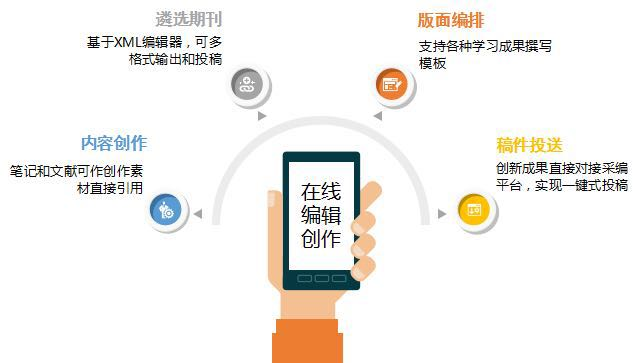 遴选期刊
基于XML编辑器，可多
格式输出和投稿
版面编排
支持各种学习成果撰写
模板
内容创作
笔记和文献可作创作素
材直接引用
稿件投送
创新成果直接对接采编
平台，实现一键式投稿
在线
编辑
创作